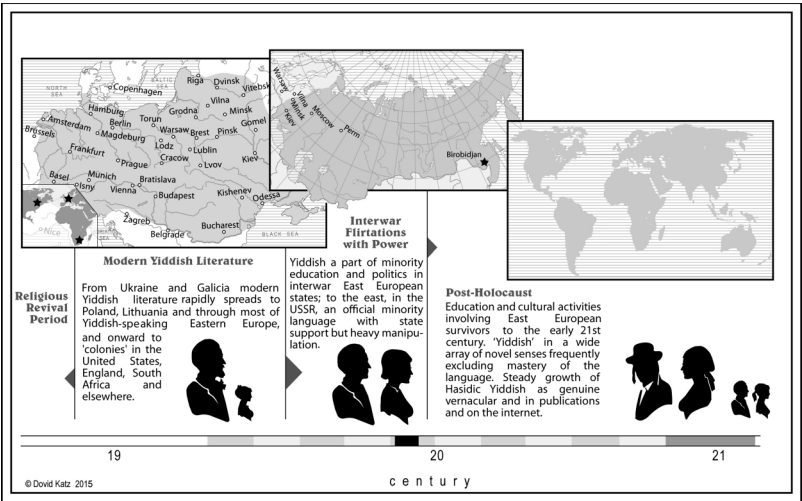 NORTH
SEA
BALTIC
SEA
Copenhagen
Riga
Dvinsk
Vitebsk
Vilna
Hamburg
Grodna
Minsk
Torun
Amsterdam
Berlin
Gomel
Brussels
Magdeburg
Warsaw
Brest
Pinsk
Lodz
Frankfurt
Lublin
Prague
Cracow
Lvov
Kiev
Basel
Munich
Bratislava
Isny
Vienna
Budapest
Kishenev
Odessa
Zagreb
Nice
SEA
Belgrade
Bucharest
BLACK SEA
Warsaw
Vilna
Minsk
Kiev
Moscow
Perm
Birobidjan
Religious
Revival
Period
Modern Yiddish Literature
From Ukraine and Galicia modern
Yiddish literature rapidly spreads to
Poland, Lithuania and through most of
Yiddish-speaking Eastern Europe,
and onward to
'colonies' in the
United States,
England, South
Africa and
elsewhere.
Interwar
Flirtations
with Power
Yiddish a part of minority
education and politics in
interwar East European
states; to the east, in the
USSR, an official minority
language with state
support but heavy manipu-
lation.
Post-Holocaust
Education and cultural activities
involving East European
survivors to the early 21st
century. 'Yiddish' in a wide
array of novel senses frequently
excluding mastery of the
language. Steady growth of
Hasidic Yiddish as genuine
vernacular and in publications
and on the internet.
19
20
21
century
© Dovid Katz 2015